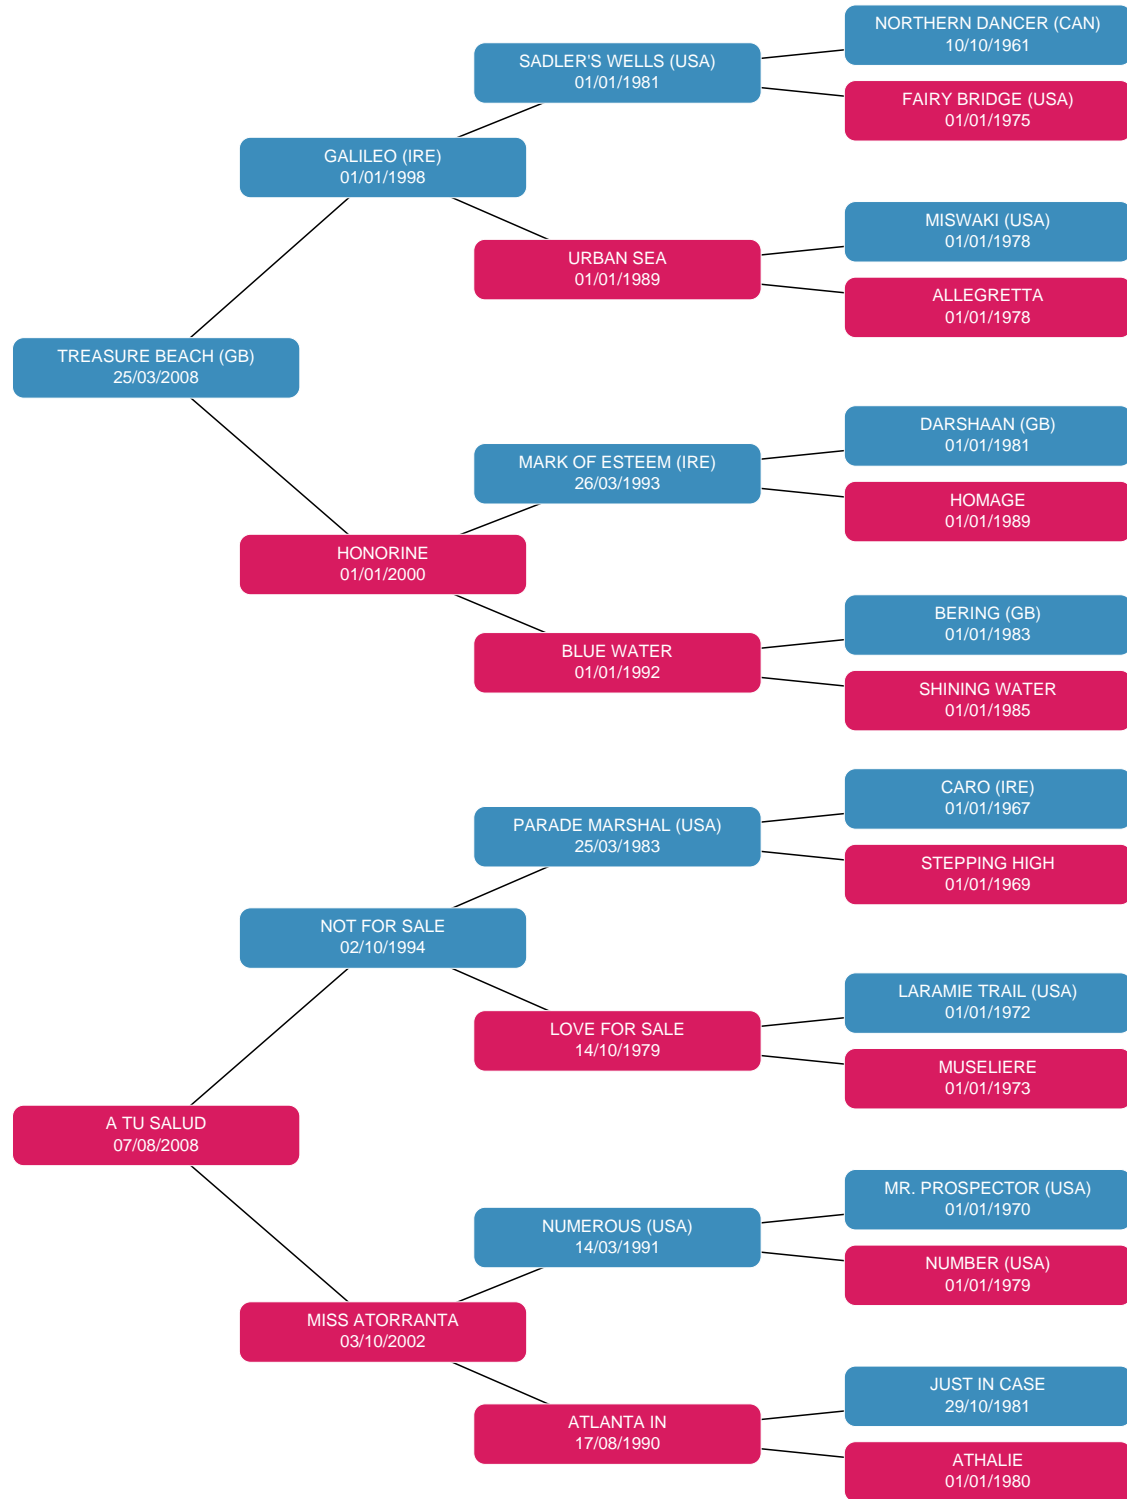 NORTHERN DANCER (CAN)
10/10/1961
SADLER'S WELLS (USA)
01/01/1981
FAIRY BRIDGE (USA)
01/01/1975
GALILEO (IRE)
01/01/1998
MISWAKI (USA)
01/01/1978
URBAN SEA
01/01/1989
ALLEGRETTA
01/01/1978
TREASURE BEACH (GB)
25/03/2008
DARSHAAN (GB)
01/01/1981
MARK OF ESTEEM (IRE)
26/03/1993
HOMAGE
01/01/1989
HONORINE
01/01/2000
BERING (GB)
01/01/1983
BLUE WATER
01/01/1992
SHINING WATER
01/01/1985
CARO (IRE)
01/01/1967
PARADE MARSHAL (USA)
25/03/1983
STEPPING HIGH
01/01/1969
NOT FOR SALE
02/10/1994
LARAMIE TRAIL (USA)
01/01/1972
LOVE FOR SALE
14/10/1979
MUSELIERE
01/01/1973
A TU SALUD
07/08/2008
MR. PROSPECTOR (USA)
01/01/1970
NUMEROUS (USA)
14/03/1991
NUMBER (USA)
01/01/1979
MISS ATORRANTA
03/10/2002
JUST IN CASE
29/10/1981
ATLANTA IN
17/08/1990
ATHALIE
01/01/1980